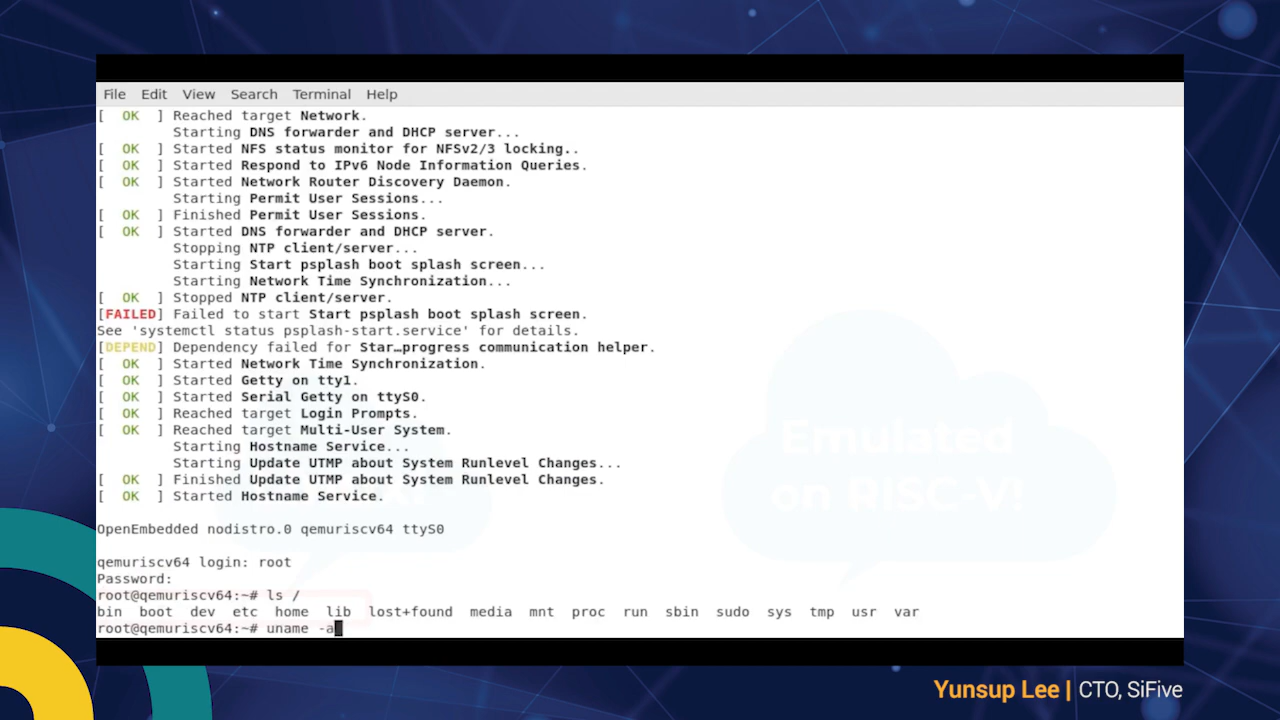 File Edit View Search Terminal Help
[ OK ] Reached target Network.
Starting DNS forwarder and DHCP server...
[ OK ] Started NFS status monitor for NFSv2/3 locking..
[ OK ] Started Respond to IPv6 Node Information Queries.
[ OK ] Started Network Router Discovery Daemon.
Starting Permit User Sessions...
[ OK ] Finished Permit User Sessions.
[ OK ] Started DNS forwarder and DHCP server.
Stopping NTP client/server...
Starting Start psplash boot splash screen...
Starting Network Time Synchronization...
[ OK ] Stopped NTP client/server.
[FAILED] Failed to start Start psplash boot splash screen.
See 'systemctl status psplash-start.service' for details.
[DEPEND] Dependency failed for Star…progress communication helper.
[ OK ] Started Network Time Synchronization.
[ OK ] Started Getty on tty1.
[ OK ] Started Serial Getty on ttyS0.
[ OK ] Reached target Login Prompts.
[ OK ] Reached target Multi-User System.
Starting Hostname Service...
Starting Update UTMP about System Runlevel Changes...
[ OK ] Finished Update UTMP about System Runlevel Changes.
[ OK ] Started Hostname Service.
OpenEmbedded nodistro.0 qemuriscv64 ttyS0
qemuriscv64 login: root
Password:
root@qemuriscv64:~# ls /
bin boot dev etc home lib lost+found media mnt proc run sbin sudo sys tmp usr var
root@qemuriscv64:~# uname -a
Emulated
on RISC-V!
Yunsup Lee | CTO, SiFive